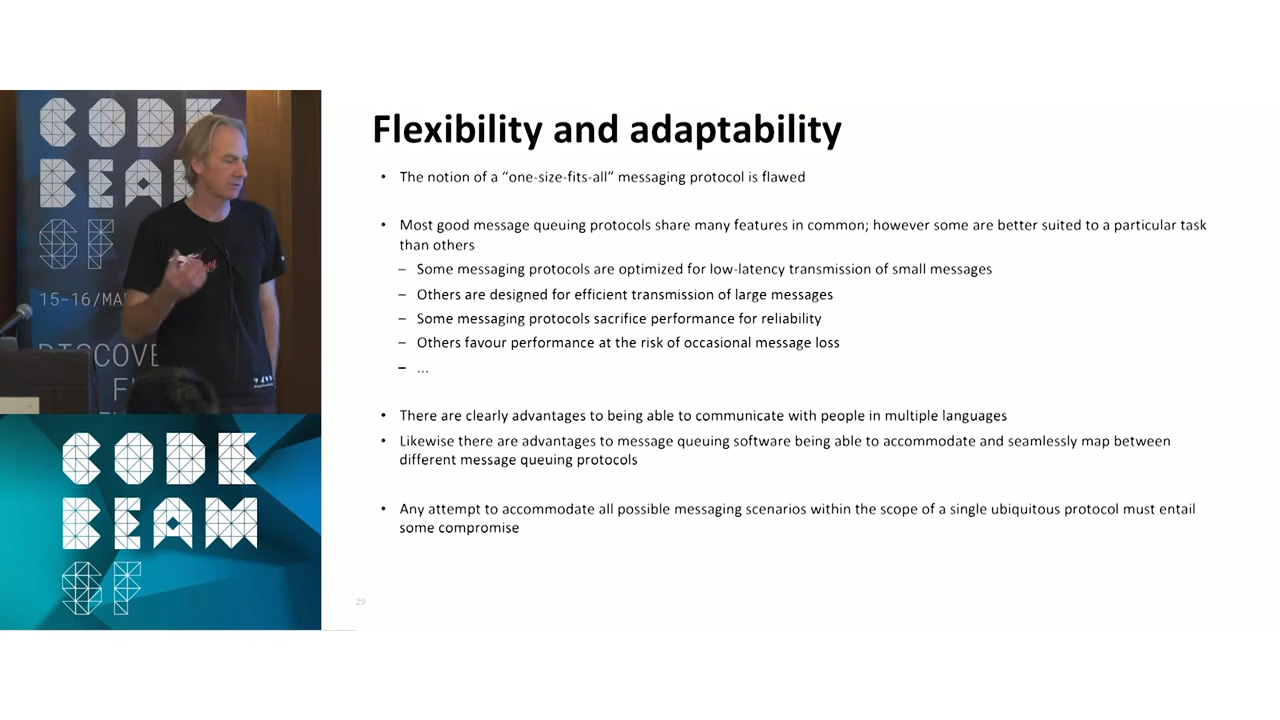 CODE
BEAM
SF
15-16/MA
DISCOVE
F
CODE
BEAM
SF
Flexibility and adaptability
• The notion of a “one-size-fits-all” messaging protocol is flawed
• Most good message queuing protocols share many features in common; however some are better suited to a particular task
than others
– Some messaging protocols are optimized for low-latency transmission of small messages
– Others are designed for efficient transmission of large messages
– Some messaging protocols sacrifice performance for reliability
– Others favour performance at the risk of occasional message loss
– ...
• There are clearly advantages to being able to communicate with people in multiple languages
• Likewise there are advantages to message queuing software being able to accommodate and seamlessly map between
different message queuing protocols
• Any attempt to accommodate all possible messaging scenarios within the scope of a single ubiquitous protocol must entail
some compromise
29